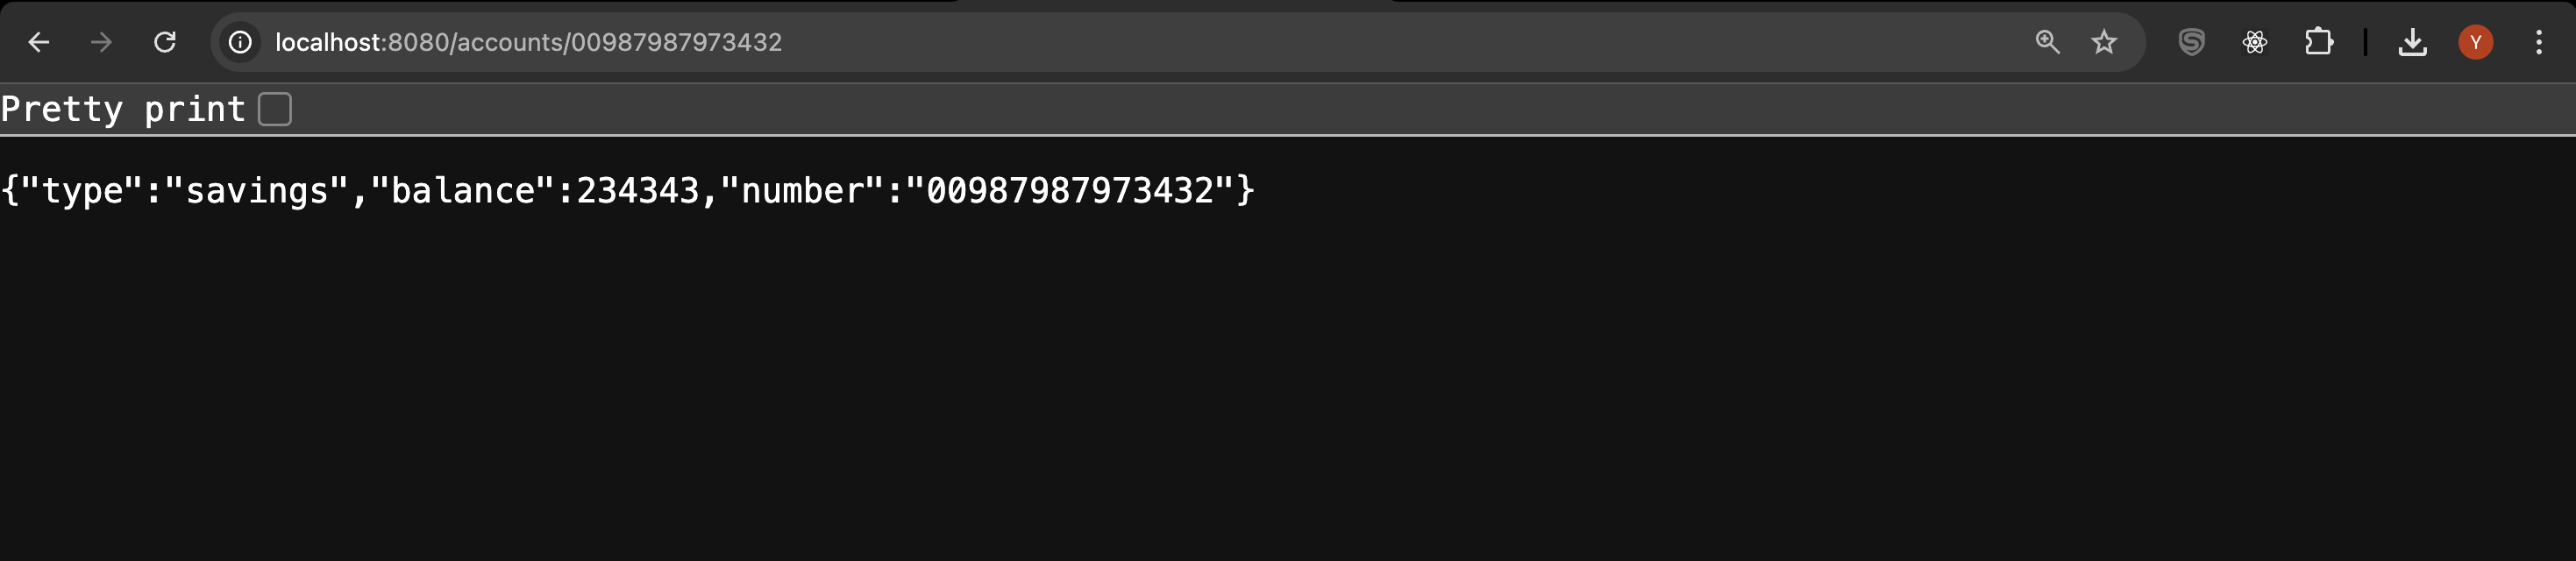 localhost:8080/accounts/00987987973432
Y
Pretty print
{"type":"savings","balance":234343,"number":"00987987973432"}